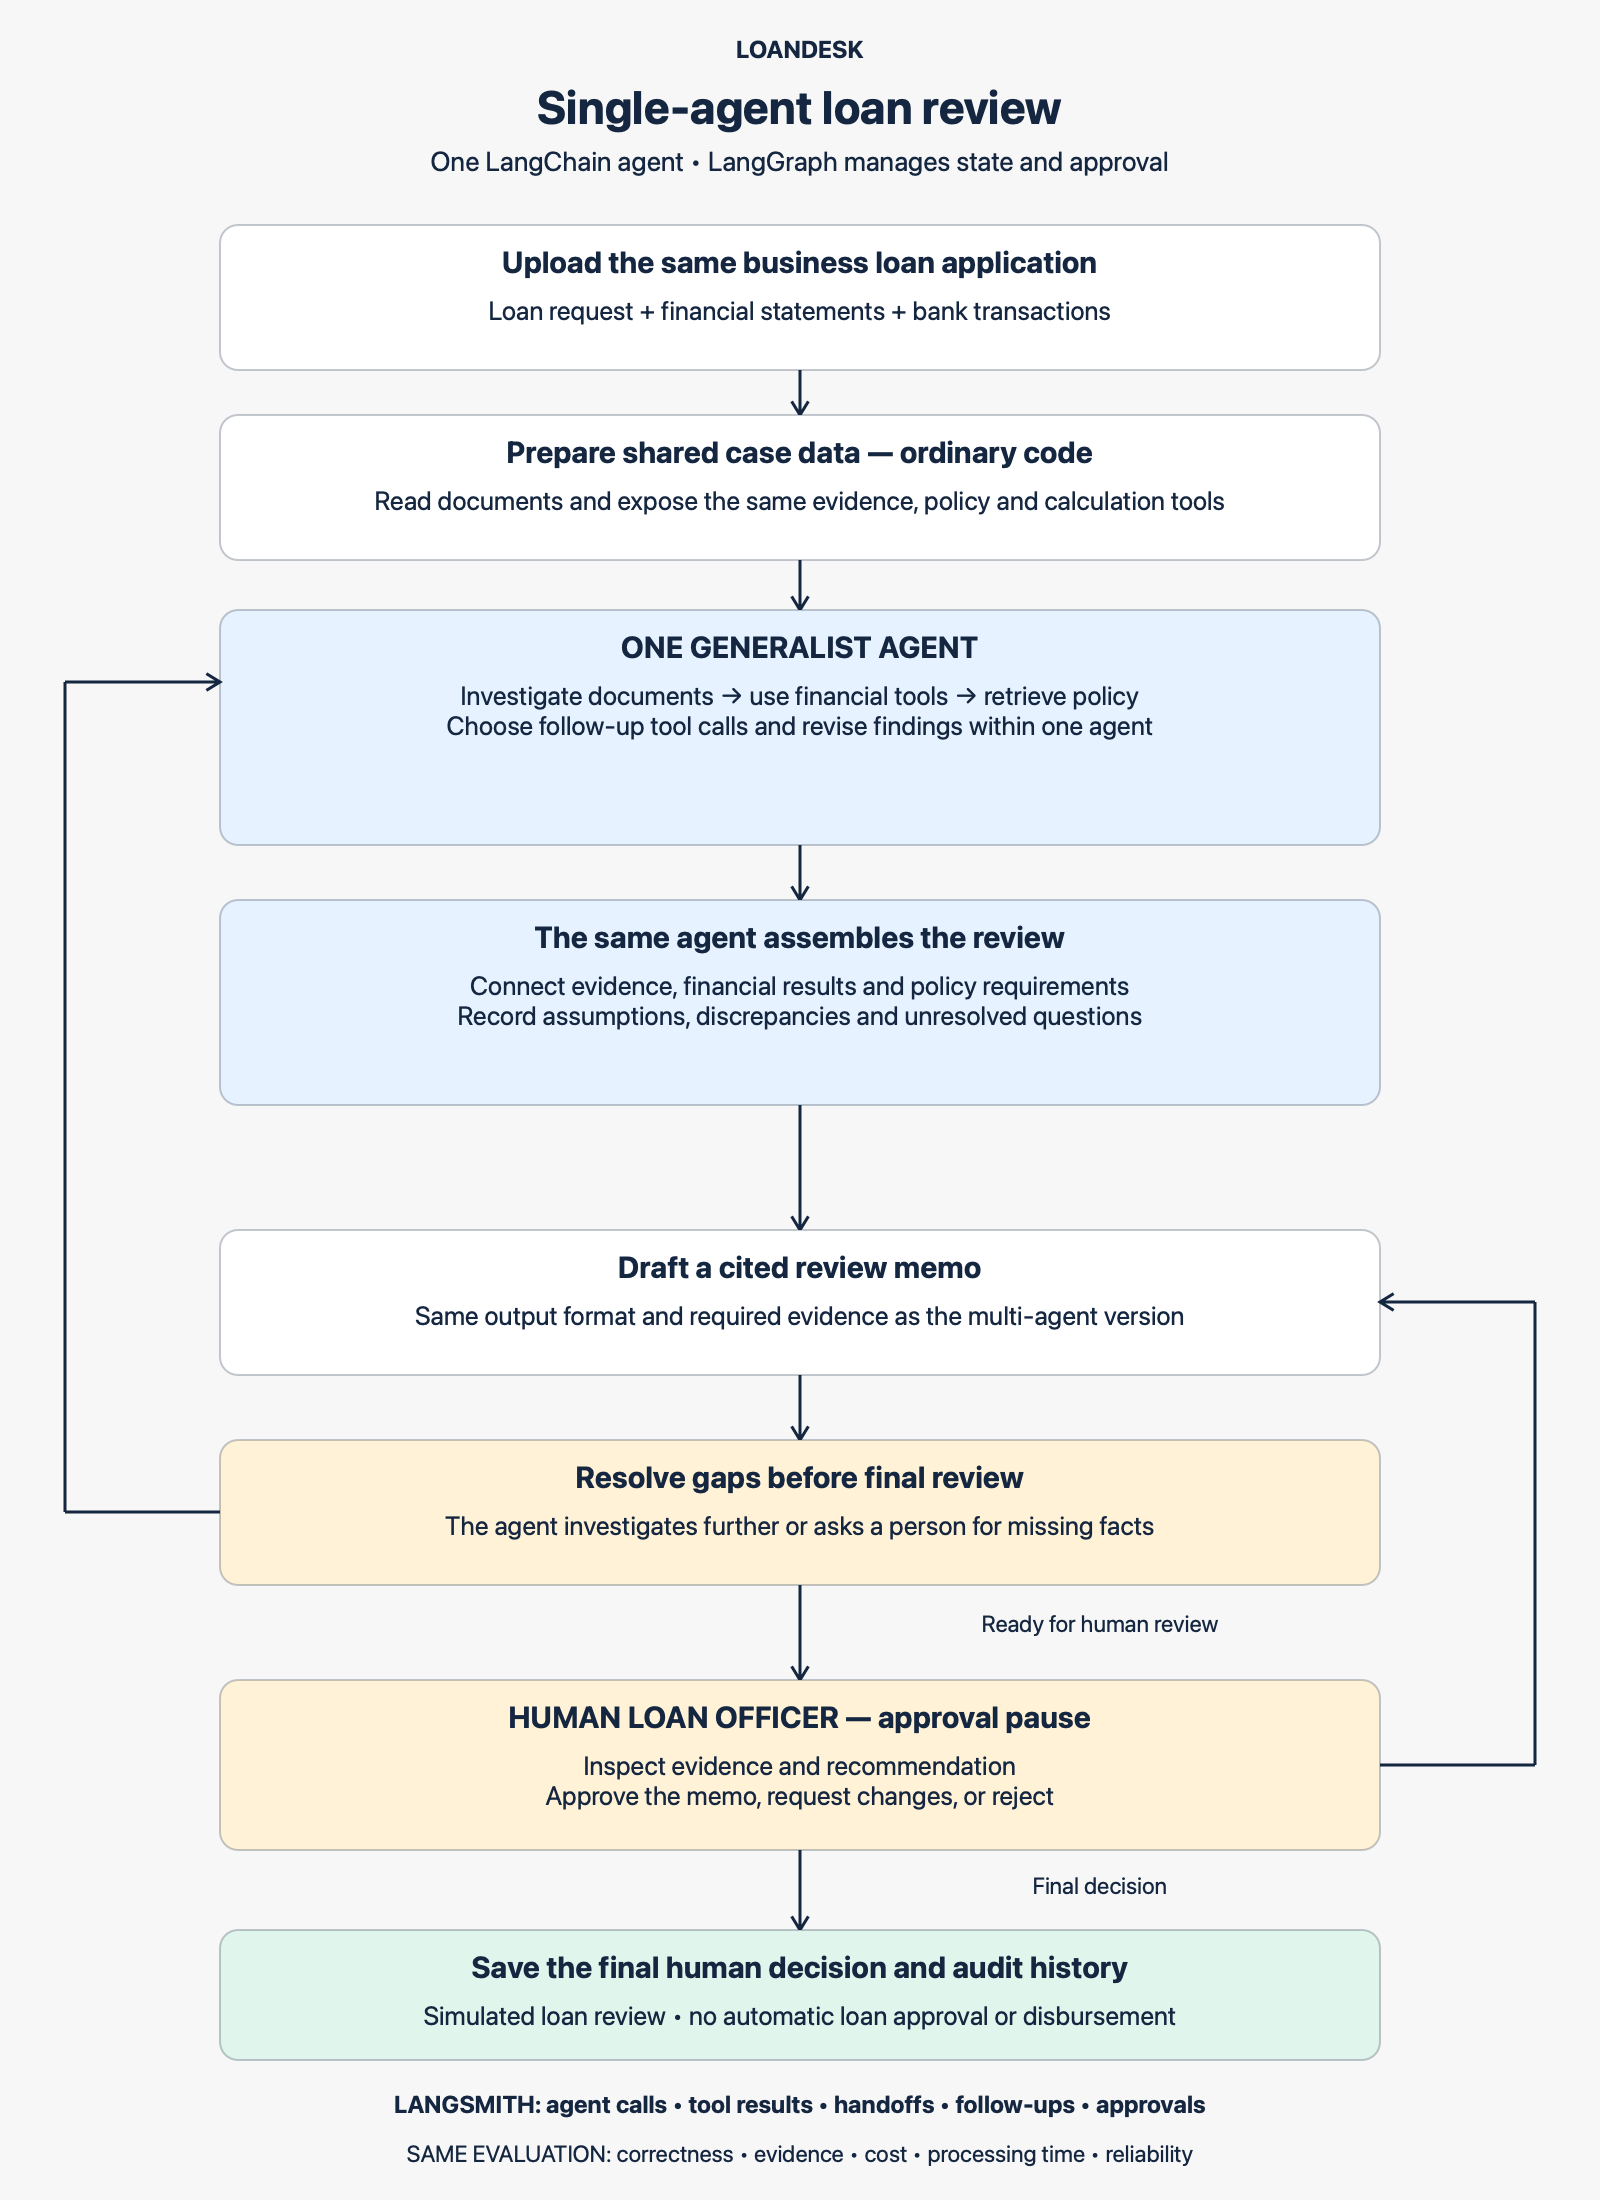 LOANDESK
Single-agent loan review
One LangChain agent • LangGraph manages state and approval
Upload the same business loan application
Loan request + financial statements + bank transactions
Prepare shared case data — ordinary code
Read documents and expose the same evidence, policy and calculation tools
ONE GENERALIST AGENT
Investigate documents → use financial tools → retrieve policy
Choose follow-up tool calls and revise findings within one agent
The same agent assembles the review
Connect evidence, financial results and policy requirements
Record assumptions, discrepancies and unresolved questions
Draft a cited review memo
Same output format and required evidence as the multi-agent version
Resolve gaps before final review
The agent investigates further or asks a person for missing facts
Ready for human review
HUMAN LOAN OFFICER — approval pause
Inspect evidence and recommendation
Approve the memo, request changes, or reject
Final decision
Save the final human decision and audit history
Simulated loan review • no automatic loan approval or disbursement
LANGSMITH: agent calls • tool results • handoffs • follow-ups • approvals
SAME EVALUATION: correctness • evidence • cost • processing time • reliability